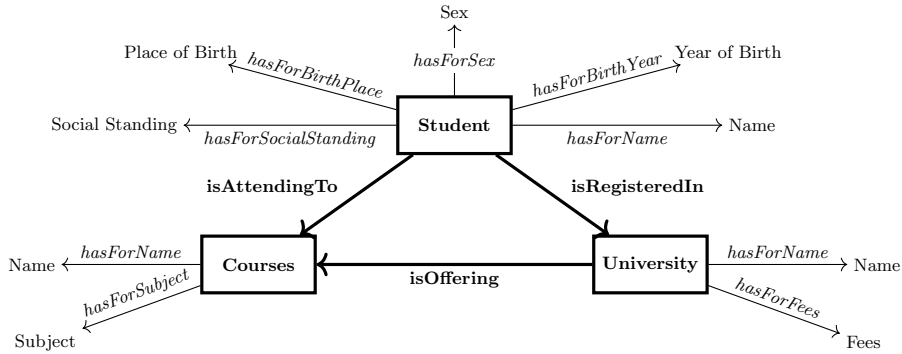 Sex
Place of Birth
hasForBirthPlace
hasForSex
hasForBirthYear
Year of Birth
Social Standing
hasForSocialStanding
Student
hasForName
Name
isAttendingTo
isRegisteredIn
Name
hasForName
Courses
isOffering
University
hasForName
Name
hasForSubject
Subject
hasForFees
Fees